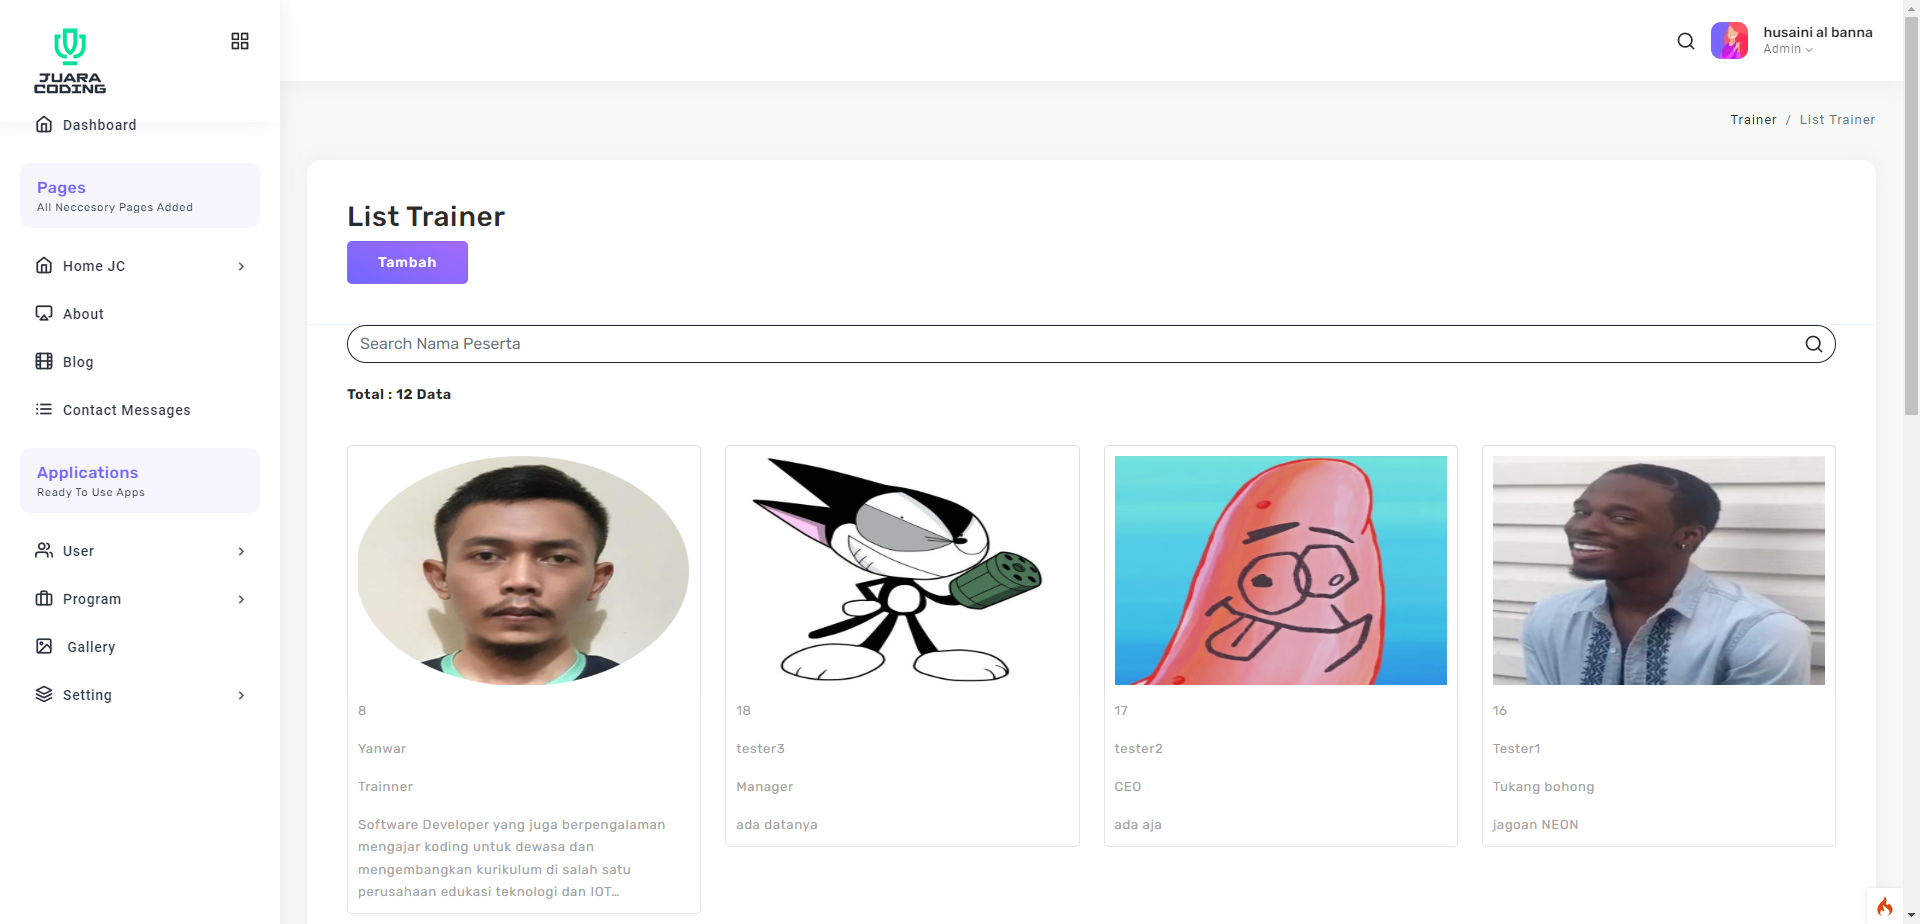 JUARA
CODING
husaini al banna
Admin
Dashboard
Trainer / List Trainer
Pages
All Neccesory Pages Added
List Trainer
Tambah
Home JC
About
Search Nama Peserta
Blog
Total : 12 Data
Contact Messages
Applications
Ready To Use Apps
User
Program
Gallery
Setting
8
Yanwar
Trainner
Software Developer yang juga berpengalaman
mengajar koding untuk dewasa dan
mengembangkan kurikulum di salah satu
perusahaan edukasi teknologi dan IOT...
18
tester3
Manager
ada datanya
17
tester2
CEO
ada aja
16
Tester1
Tukang bohong
jagoan NEON